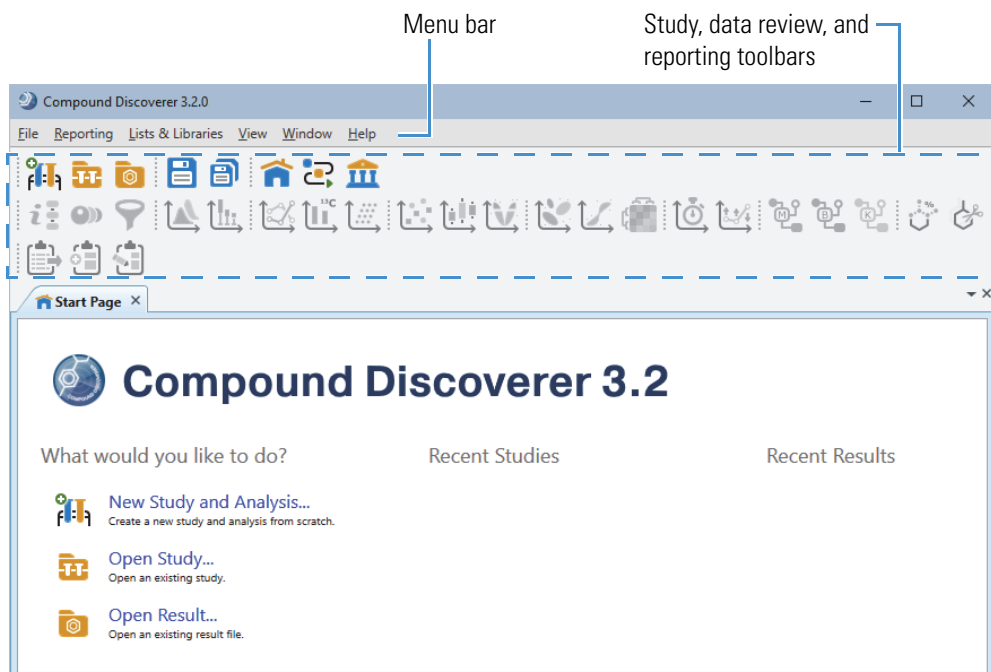 Menu bar
Study, data review, and
reporting toolbars
Compound Discoverer 3.2.0
File Reporting Lists & Libraries View Window Help
13C
%
M
B
K
Start Page
Compound Discoverer 3.2
What would you like to do?
Recent Studies
Recent Results
New Study and Analysis...
Create a new study and analysis from scratch.
Open Study...
Open an existing study.
Open Result...
Open an existing result file.